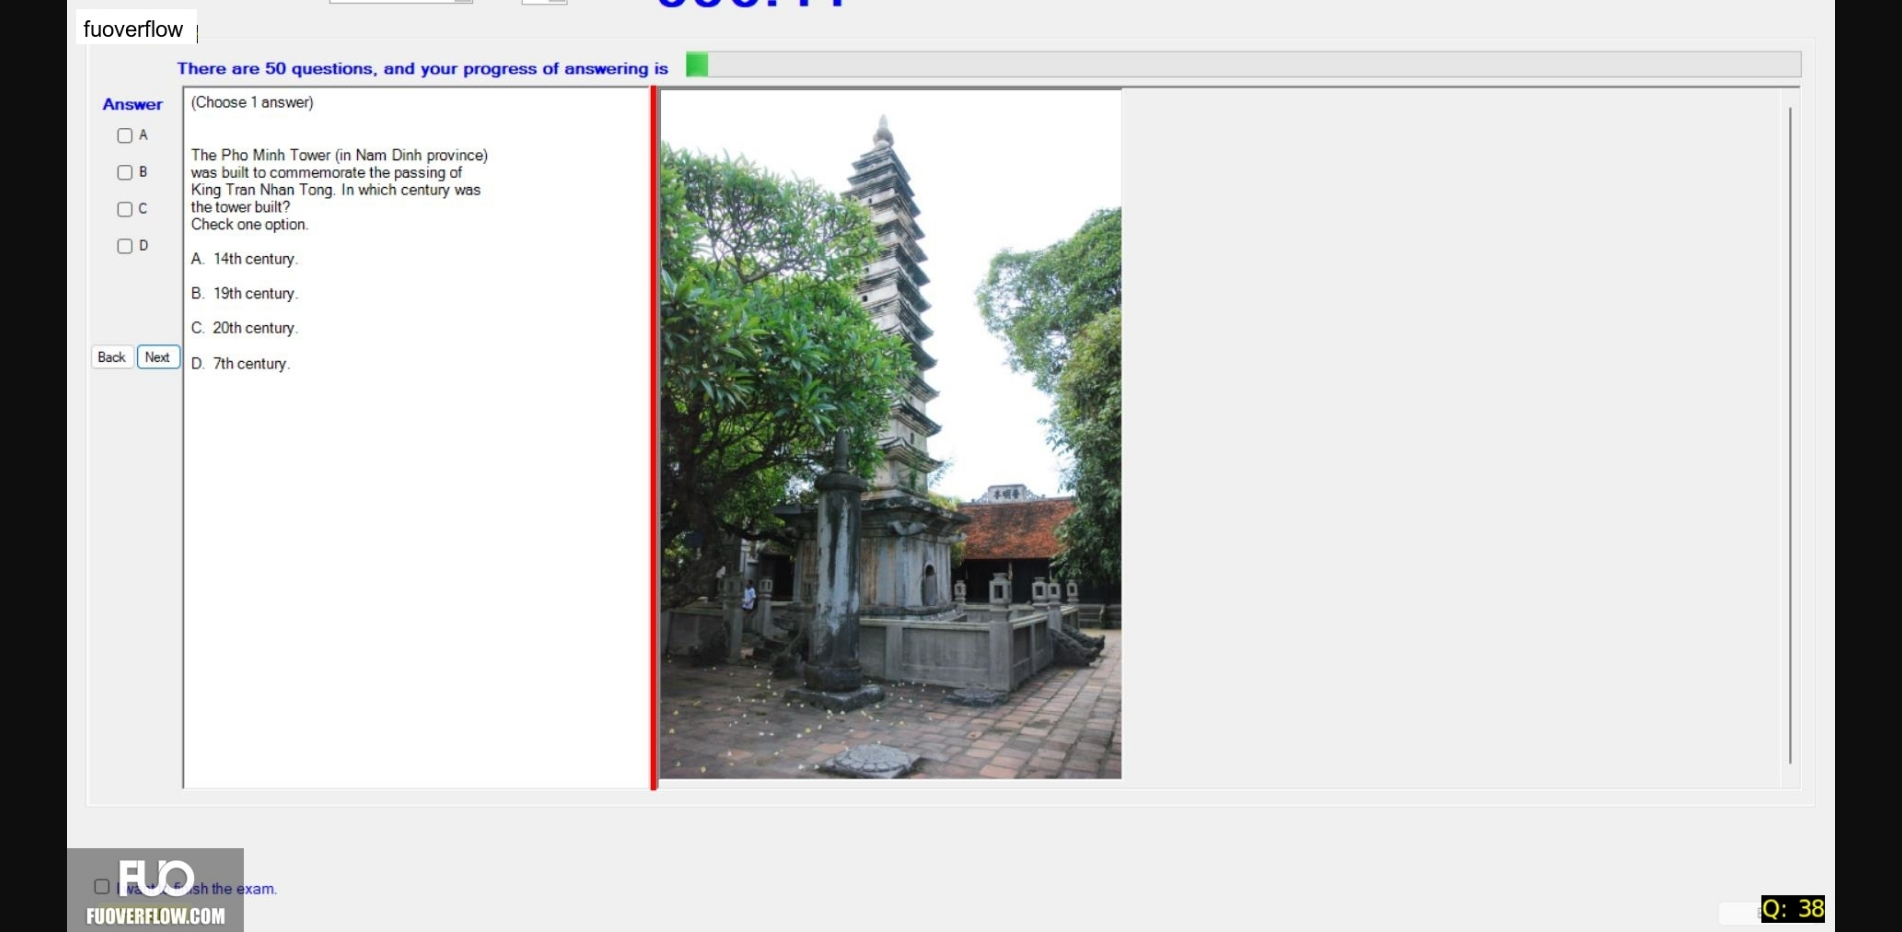 fuoverflow
There are 50 questions, and your progress of answering is
Answer
(Choose 1 answer)
A
B
C
D
The Pho Minh Tower (in Nam Dinh province)
was built to commemorate the passing of
King Tran Nhan Tong. In which century was
the tower built?
Check one option.
A. 14th century.
B. 19th century.
C. 20th century.
D. 7th century.
Back Next
FUO
finish the exam.
FUOVERFLOW.COM
Q: 38